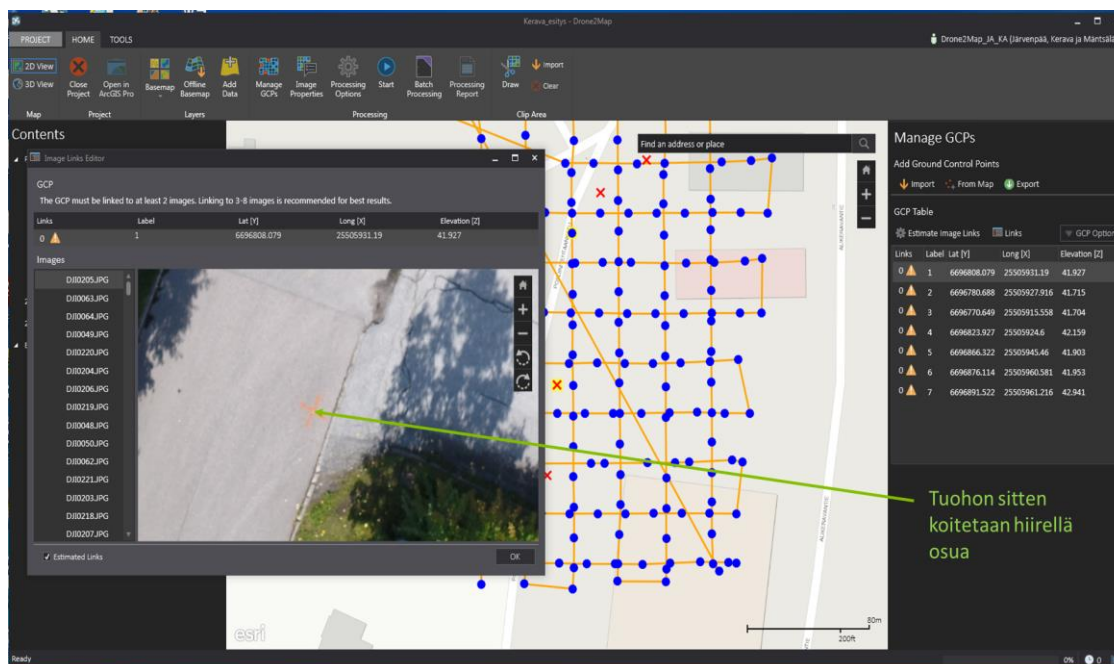 Kerava_esitys - Drone2Map
PROJECT HOME TOOLS
Drone2Map_JA_KA (Järvenpää, Kerava ja Mäntsälä
2D View
3D View
Close Project
Open in ArcGIS Pro
Basemap
Offline Basemap
Add Data
Manage GCPs
Image Properties
Processing Options
Start
Batch Processing
Processing Report
Draw
Import
Clear
Map Project Layers Processing Clip Area
Contents
Image Links Editor
GCP
The GCP must be linked to at least 2 images. Linking to 3-8 images is recommended for best results.
Links Label Lat [Y] Long [X] Elevation [Z]
0 1 6696808.079 25505931.19 41.927
Images
DJI0205.JPG
DJI0063.JPG
DJI0064.JPG
DJI0049.JPG
DJI0220.JPG
DJI0204.JPG
DJI0206.JPG
DJI0219.JPG
DJI0048.JPG
DJI0050.JPG
DJI0062.JPG
DJI0221.JPG
DJI0203.JPG
DJI0218.JPG
DJI0207.JPG
Estimated Links
OK
Find an address or place
esri
80m
200ft
Manage GCPs
Add Ground Control Points
Import From Map Export
GCP Table
Estimate Image Links Links GCP Option
Links Label Lat [Y] Long [X] Elevation [Z]
0 1 6696808.079 25505931.19 41.927
0 2 6696780.688 25505927.916 41.715
0 3 6696770.649 25505915.558 41.704
0 4 6696823.927 25505924.6 42.159
0 5 6696866.322 25505945.46 41.903
0 6 6696876.114 25505960.581 41.953
0 7 6696891.522 25505961.216 42.941
Tuohon sitten
koitetaan hiirellä
osua
Ready
0% 0